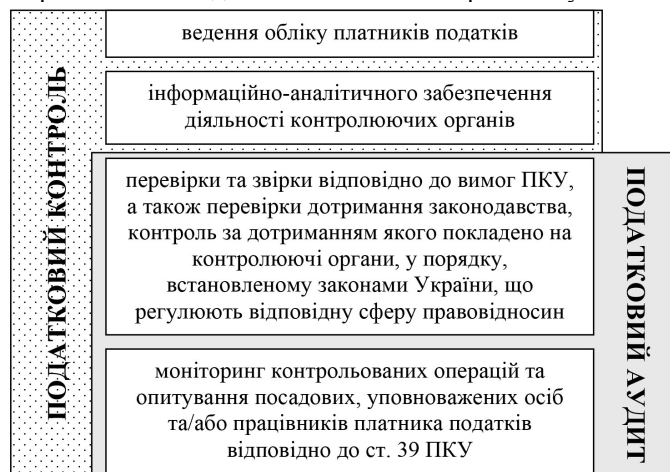 ПОДАТКОВИЙ КОНТРОЛЬ
ведення обліку платників податків
інформаційно-аналітичного забезпечення
діяльності контролюючих органів
перевірки та звірки відповідно до вимог ПКУ,
а також перевірки дотримання законодавства,
контроль за дотриманням якого покладено на
контролюючі органи, у порядку,
встановленому законами України, що
регулюють відповідну сферу правовідносин
моніторинг контрольованих операцій та
опитування посадових, уповноважених осіб
та/або працівників платника податків
відповідно до ст. 39 ПКУ
ПОДАТКОВИЙ АУДИТ